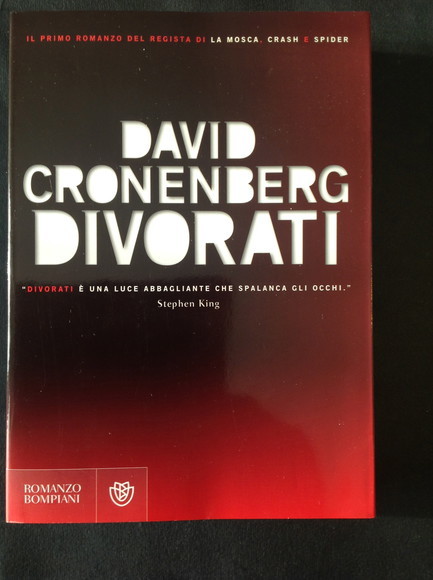 IL PRIMO ROMANZO DEL REGISTA DI LA MOSCA, CRASH E SPIDER
DAVID
CRONENBERG
DIVORATI
“DIVORATI È UNA LUCE ABBAGLIANTE CHE SPALANCA GLI OCCHI.”
Stephen King
ROMANZO
BOMPIANI